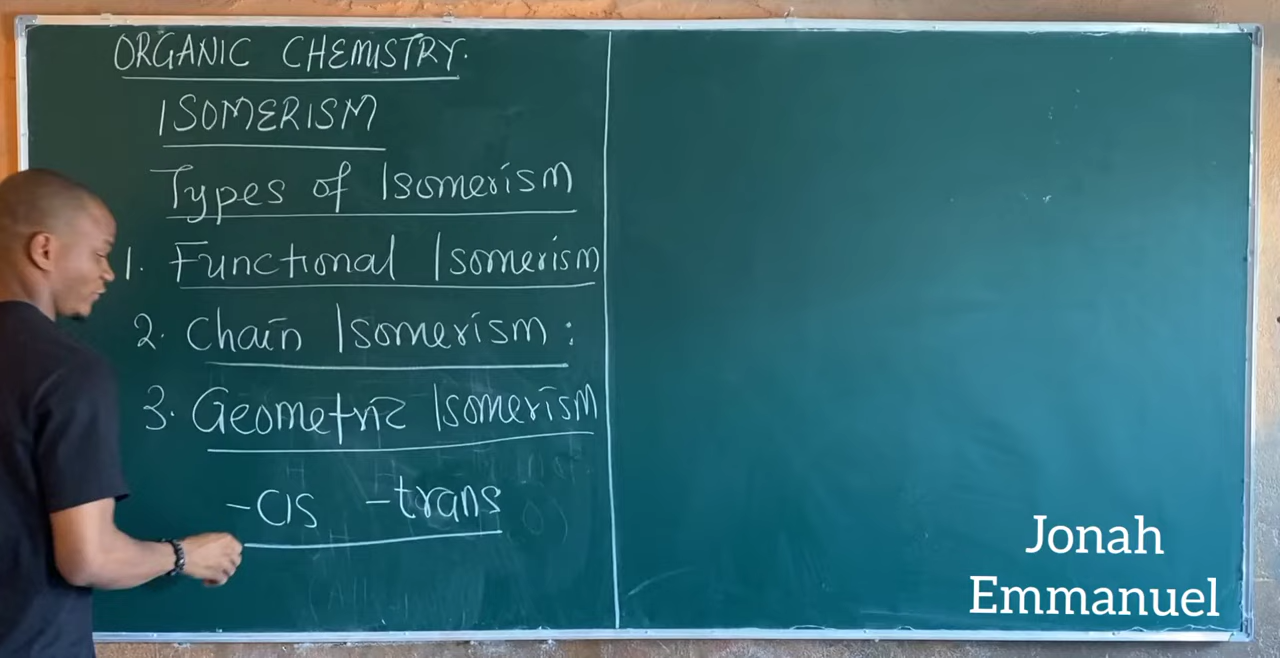 ORGANIC CHEMISTRY.
ISOMERISM
Types of Isomerism
1. Functional Isomerism
2. Chain Isomerism :
3. Geometric Isomerism
-cis -trans
Jonah
Emmanuel